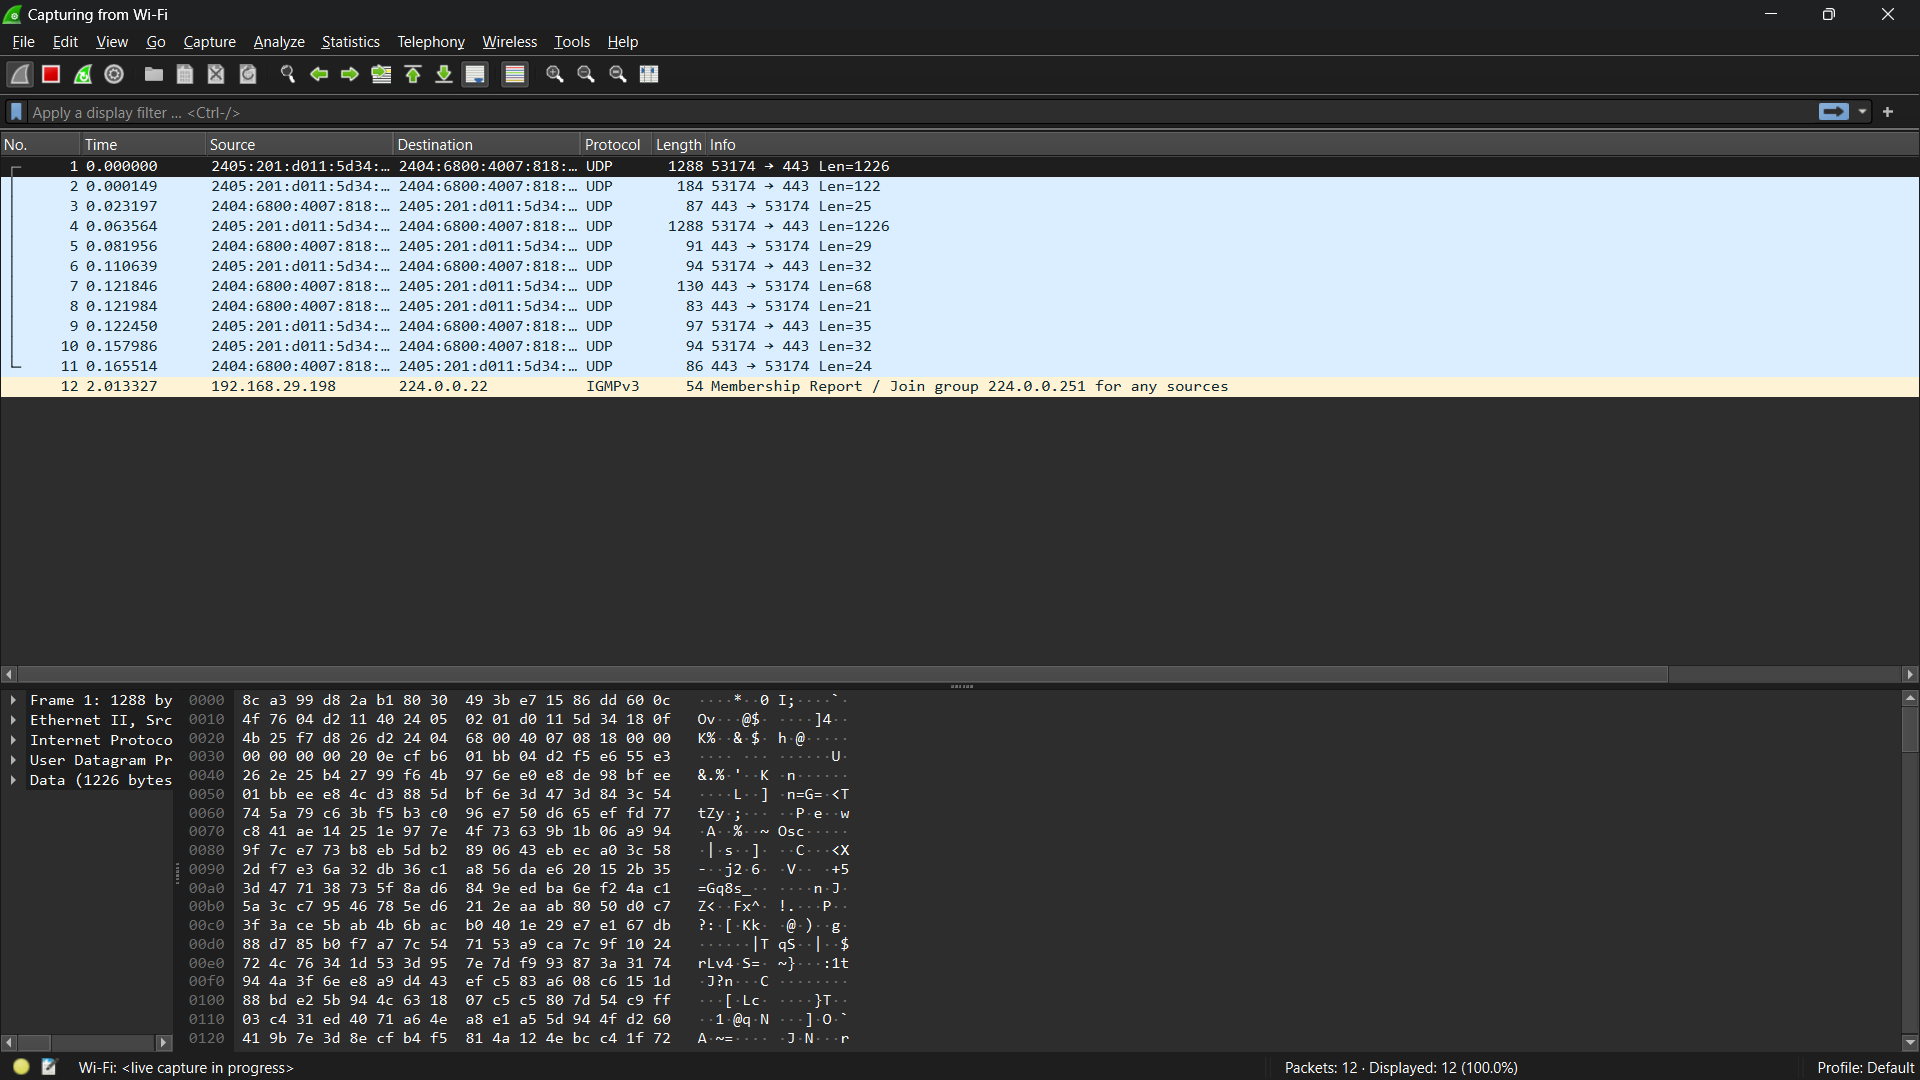 Capturing from Wi-Fi
File Edit View Go Capture Analyze Statistics Telephony Wireless Tools Help
Apply a display filter ... <Ctrl-/>
No. Time Source Destination Protocol Length Info
1 0.000000 2405:201:d011:5d34:… 2404:6800:4007:818:… UDP 1288 53174 → 443 Len=1226
2 0.000149 2405:201:d011:5d34:… 2404:6800:4007:818:… UDP 184 53174 → 443 Len=122
3 0.023197 2404:6800:4007:818:… 2405:201:d011:5d34:… UDP 87 443 → 53174 Len=25
4 0.063564 2405:201:d011:5d34:… 2404:6800:4007:818:… UDP 1288 53174 → 443 Len=1226
5 0.081956 2404:6800:4007:818:… 2405:201:d011:5d34:… UDP 91 443 → 53174 Len=29
6 0.110639 2405:201:d011:5d34:… 2404:6800:4007:818:… UDP 94 53174 → 443 Len=32
7 0.121846 2404:6800:4007:818:… 2405:201:d011:5d34:… UDP 130 443 → 53174 Len=68
8 0.121984 2404:6800:4007:818:… 2405:201:d011:5d34:… UDP 83 443 → 53174 Len=21
9 0.122450 2405:201:d011:5d34:… 2404:6800:4007:818:… UDP 97 53174 → 443 Len=35
10 0.157986 2405:201:d011:5d34:… 2404:6800:4007:818:… UDP 94 53174 → 443 Len=32
11 0.165514 2404:6800:4007:818:… 2405:201:d011:5d34:… UDP 86 443 → 53174 Len=24
12 2.013327 192.168.29.198 224.0.0.22 IGMPv3 54 Membership Report / Join group 224.0.0.251 for any sources
Frame 1: 1288 by
Ethernet II, Src
Internet Protoco
User Datagram Pr
Data (1226 bytes
0000 8c a3 99 d8 2a b1 80 30 49 3b e7 15 86 dd 60 0c ····*··0 I;····`·
0010 4f 76 04 d2 11 40 24 05 02 01 d0 11 5d 34 18 0f Ov···@$· ····]4··
0020 4b 25 f7 d8 26 d2 24 04 68 00 40 07 08 18 00 00 K%··&·$· h·@·····
0030 00 00 00 00 20 0e cf b6 01 bb 04 d2 f5 e6 55 e3 ···· ··· ······U·
0040 26 2e 25 b4 27 99 f6 4b 97 6e e0 e8 de 98 bf ee &.%·'··K ·n······
0050 01 bb ee e8 4c d3 88 5d bf 6e 3d 47 3d 84 3c 54 ····L··] ·n=G=·<T
0060 74 5a 79 c6 3b f5 b3 c0 96 e7 50 d6 65 ef fd 77 tZy·;··· ··P·e··w
0070 c8 41 ae 14 25 1e 97 7e 4f 73 63 9b 1b 06 a9 94 ·A··%··~ Osc·····
0080 9f 7c e7 73 b8 eb 5d b2 89 06 43 eb ec a0 3c 58 ·|·s··]· ··C···<X
0090 2d f7 e3 6a 32 db 36 c1 a8 56 da e6 20 15 2b 35 -··j2·6· ·V·· ·+5
00a0 3d 47 71 38 73 5f 8a d6 84 9e ed ba 6e f2 4a c1 =Gq8s_·· ····n·J·
00b0 5a 3c c7 95 46 78 5e d6 21 2e aa ab 80 50 d0 c7 Z<··Fx^· !.···P··
00c0 3f 3a ce 5b ab 4b 6b ac b0 40 1e 29 e7 e1 67 db ?:·[·Kk· ·@·)··g·
00d0 88 d7 85 b0 f7 a7 7c 54 71 53 a9 ca 7c 9f 10 24 ······|T qS··|··$
00e0 72 4c 76 34 1d 53 3d 95 7e 7d f9 93 87 3a 31 74 rLv4·S=· ~}···:1t
00f0 94 4a 3f 6e e8 a9 d4 43 ef c5 83 a6 08 c6 15 1d ·J?n···C ········
0100 88 bd e2 5b 94 4c 63 18 07 c5 c5 80 7d 54 c9 ff ···[·Lc· ····}T··
0110 03 c4 31 ed 40 71 a6 4e a8 e1 a5 5d 94 4f d2 60 ··1·@q·N ···]·O·`
0120 41 9b 7e 3d 8e cf b4 f5 81 4a 12 4e bc c4 1f 72 A·~=···· ·J·N···r
Wi-Fi: <live capture in progress> Packets: 12 · Displayed: 12 (100.0%) Profile: Default